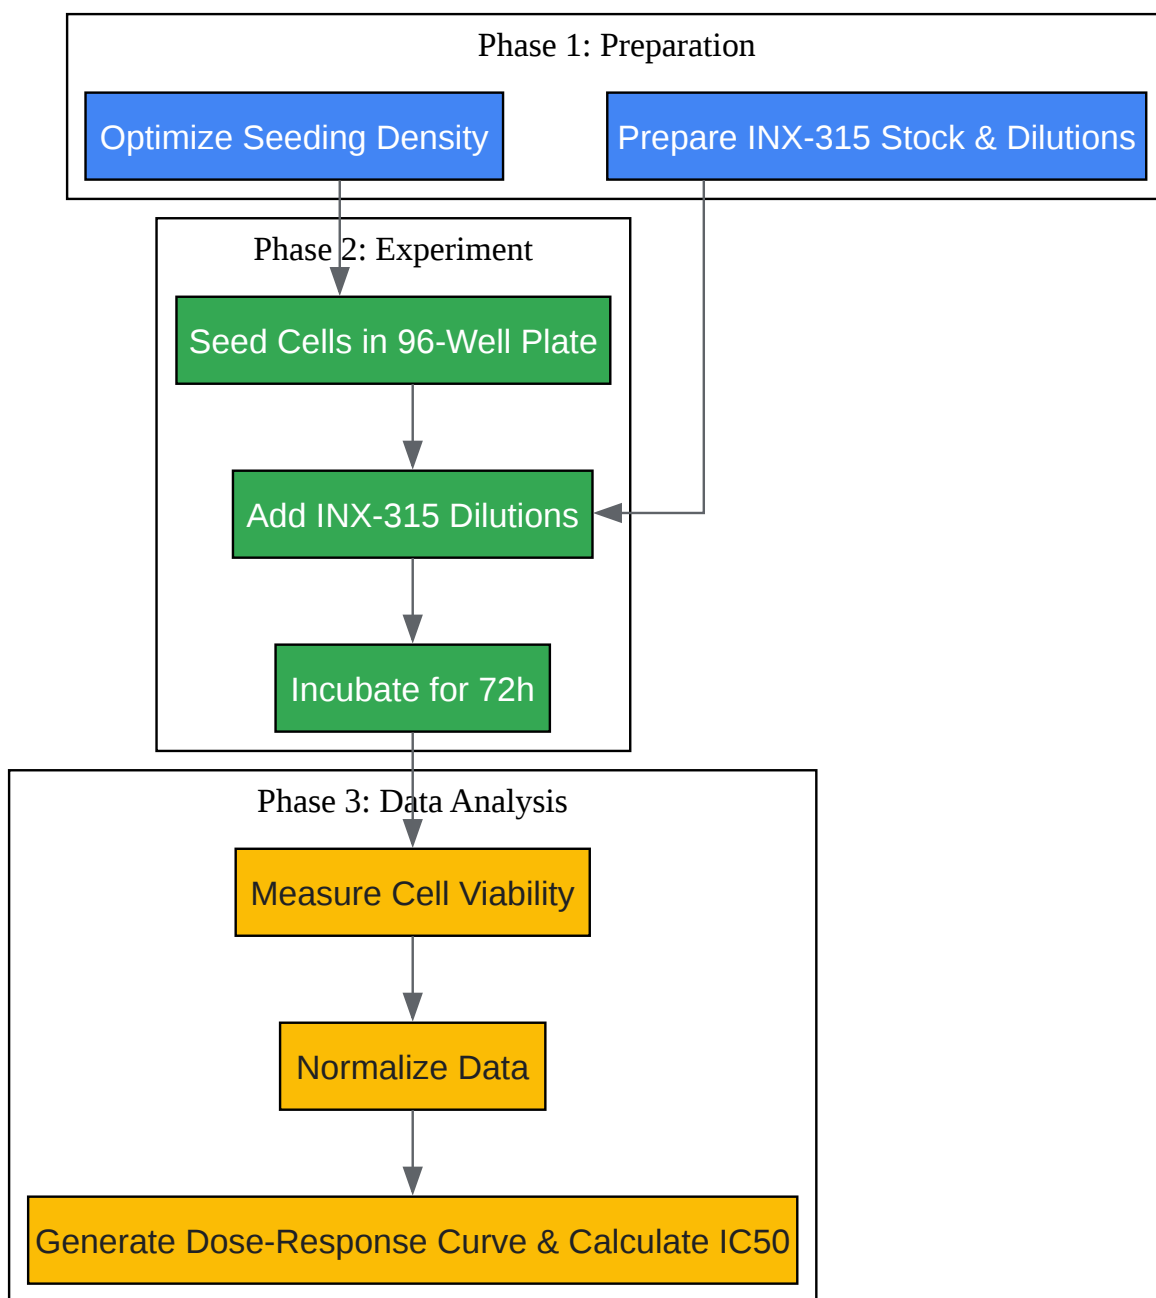 Phase 1: Preparation
Optimize Seeding Density
Prepare INX-315 Stock & Dilutions
Phase 2: Experiment
Seed Cells in 96-Well Plate
Add INX-315 Dilutions
Incubate for 72h
Phase 3: Data Analysis
Measure Cell Viability
Normalize Data
Generate Dose-Response Curve & Calculate IC50